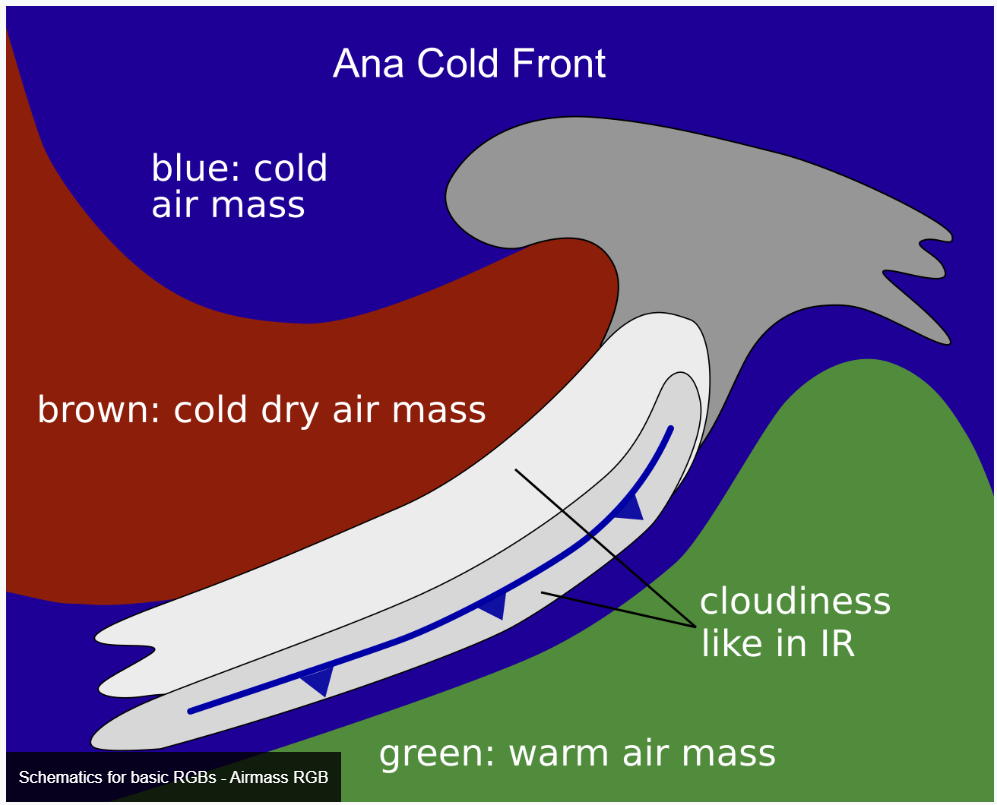 Ana Cold Front
blue: cold
air mass
brown: cold dry air mass
cloudiness
like in IR
green: warm air mass
Schematics for basic RGBs - Airmass RGB